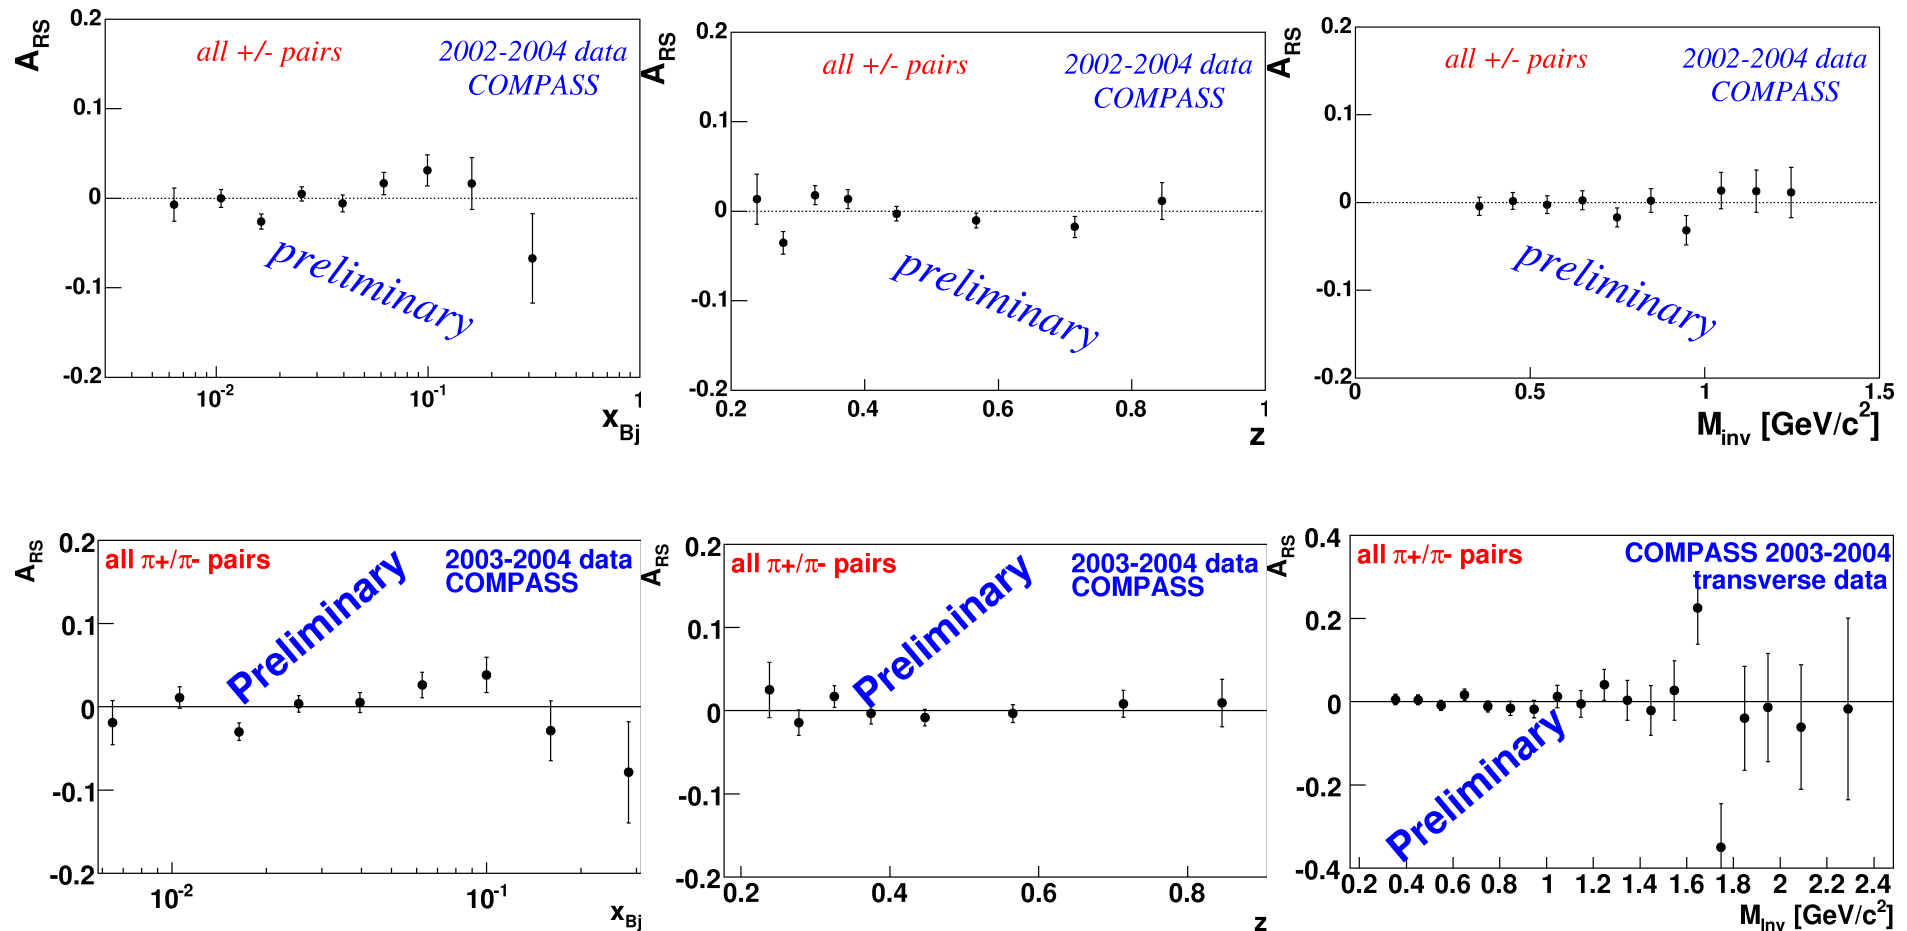 A_RS
all +/- pairs
2002-2004 data
COMPASS
preliminary
0.2
0.1
0
-0.1
-0.2
10^-2
10^-1
1
x_Bj
A_RS
all +/- pairs
2002-2004 data
COMPASS
preliminary
0.2
0.1
0
-0.1
-0.2
0.2
0.4
0.6
0.8
1
z
A_RS
all +/- pairs
2002-2004 data
COMPASS
preliminary
0.2
0.1
0
-0.1
-0.2
0
0.5
1
1.5
M_inv [GeV/c^2]
A_RS
all π+/π- pairs
Preliminary
2003-2004 data
COMPASS
0.2
0.1
0
-0.1
-0.2
10^-2
10^-1
x_Bj
A_RS
all π+/π- pairs
Preliminary
2003-2004 data
COMPASS
0.2
0.1
0
-0.1
-0.2
0.2
0.4
0.6
0.8
z
A_RS
all π+/π- pairs
COMPASS 2003-2004
transverse data
Preliminary
0.4
0.2
0
-0.2
-0.4
0.2 0.4 0.6 0.8 1 1.2 1.4 1.6 1.8 2 2.2 2.4
M_Inv [GeV/c^2]